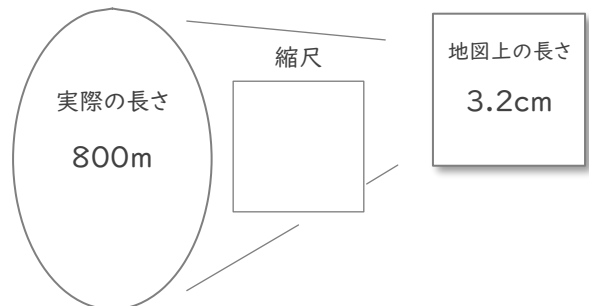 実際の長さ
800m
縮尺
地図上の長さ
3.2cm